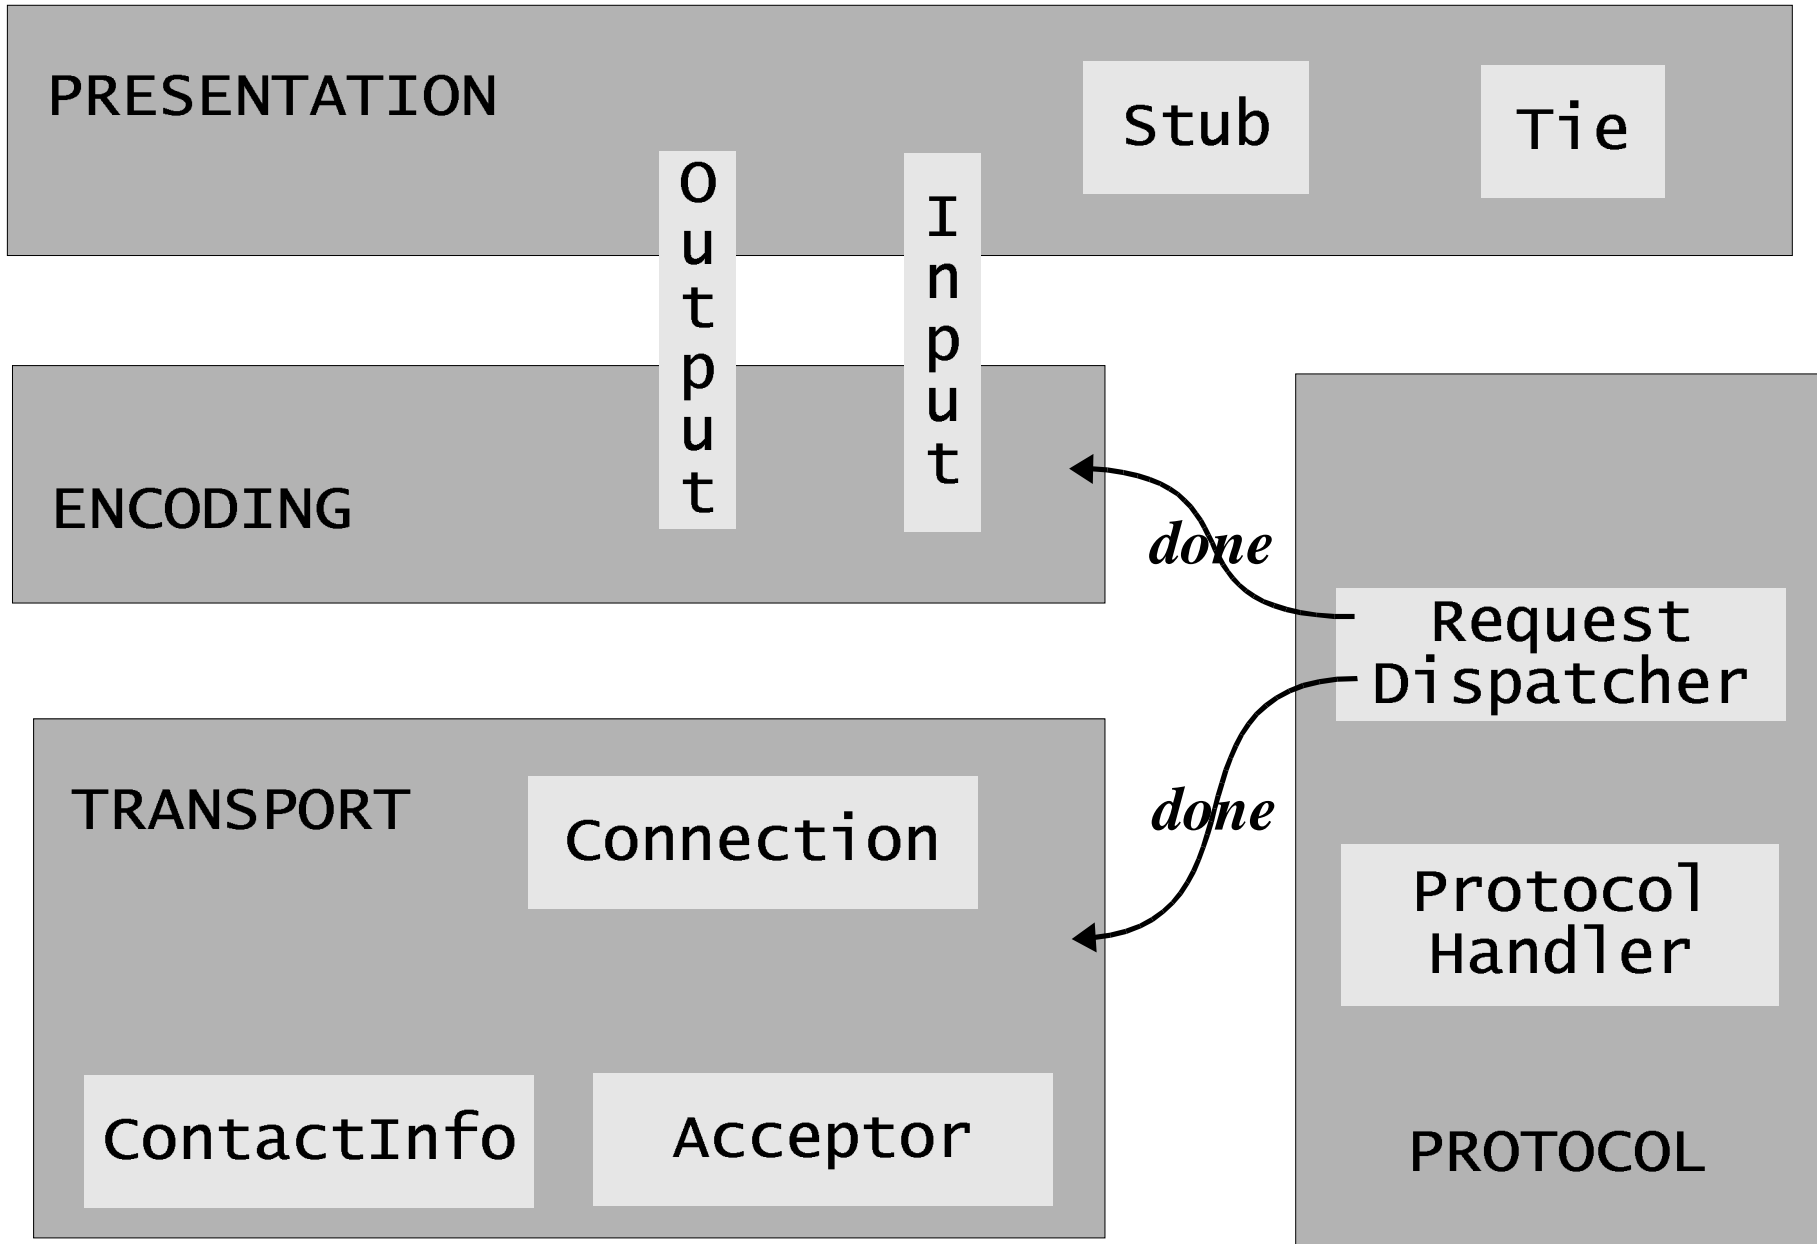 PRESENTATION
Stub
Tie
Output
Input
ENCODING
done
Request
Dispatcher
TRANSPORT
Connection
done
Protocol
Handler
ContactInfo
Acceptor
PROTOCOL